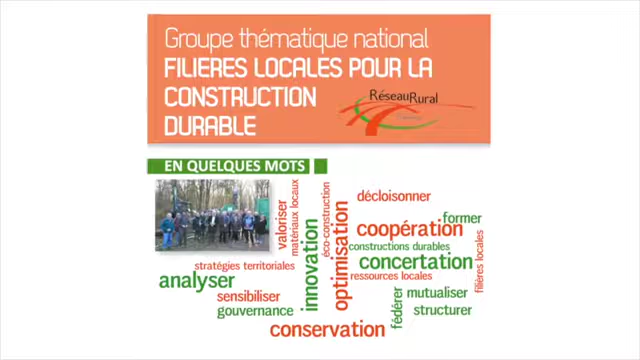 Groupe thématique national
FILIERES LOCALES POUR LA
CONSTRUCTION
DURABLE
RéseauRural
EN QUELQUES MOTS
décloisonner
valoriser
matériaux locaux
innovation
éco-construction
optimisation
coopération
former
constructions durables
concertation
filières locales
stratégies territoriales
ressources locales
analyser
sensibiliser
gouvernance
fédérer
mutualiser
structurer
conservation